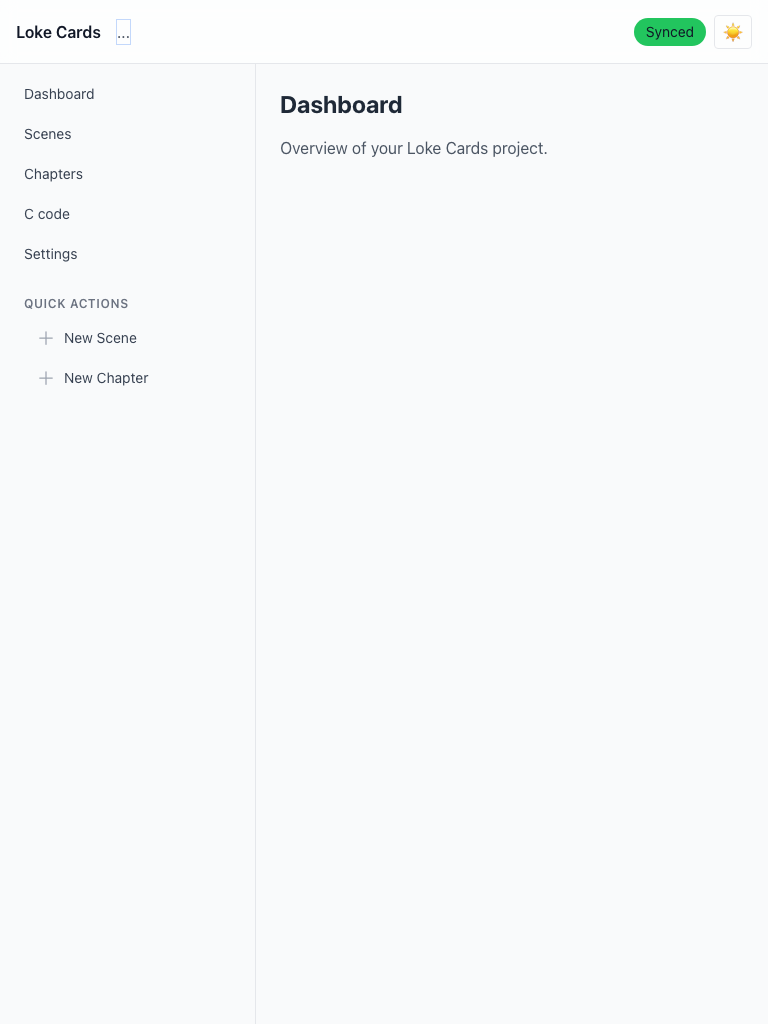 Loke Cards ...
Synced
Dashboard
Scenes
Chapters
C code
Settings
QUICK ACTIONS
New Scene
New Chapter
Dashboard
Overview of your Loke Cards project.